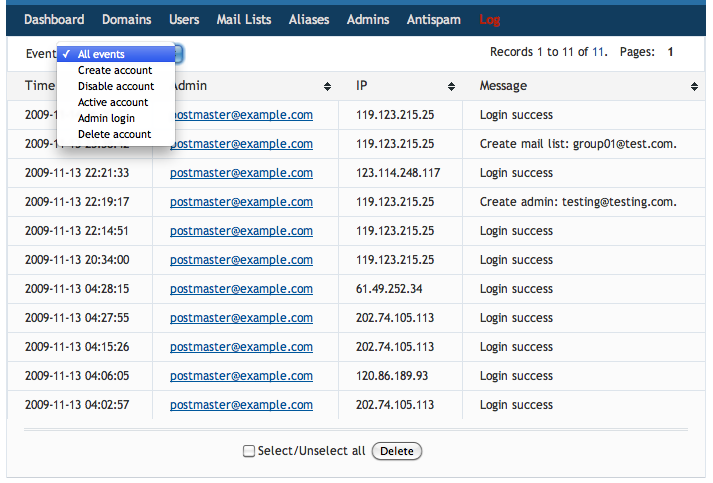 Dashboard Domains Users Mail Lists Aliases Admins Antispam Log
Event ✓ All events Records 1 to 11 of 11. Pages: 1
Create account
Disable account
Active account
Admin login
Delete account
Time Admin IP Message
2009-1 postmaster@example.com 119.123.215.25 Login success
2009-1 postmaster@example.com 119.123.215.25 Create mail list: group01@test.com.
2009-11-13 22:21:33 postmaster@example.com 123.114.248.117 Login success
2009-11-13 22:19:17 postmaster@example.com 119.123.215.25 Create admin: testing@testing.com.
2009-11-13 22:14:51 postmaster@example.com 119.123.215.25 Login success
2009-11-13 20:34:00 postmaster@example.com 119.123.215.25 Login success
2009-11-13 04:28:15 postmaster@example.com 61.49.252.34 Login success
2009-11-13 04:27:55 postmaster@example.com 202.74.105.113 Login success
2009-11-13 04:15:26 postmaster@example.com 202.74.105.113 Login success
2009-11-13 04:06:05 postmaster@example.com 120.86.189.93 Login success
2009-11-13 04:02:57 postmaster@example.com 202.74.105.113 Login success
Select/Unselect all Delete